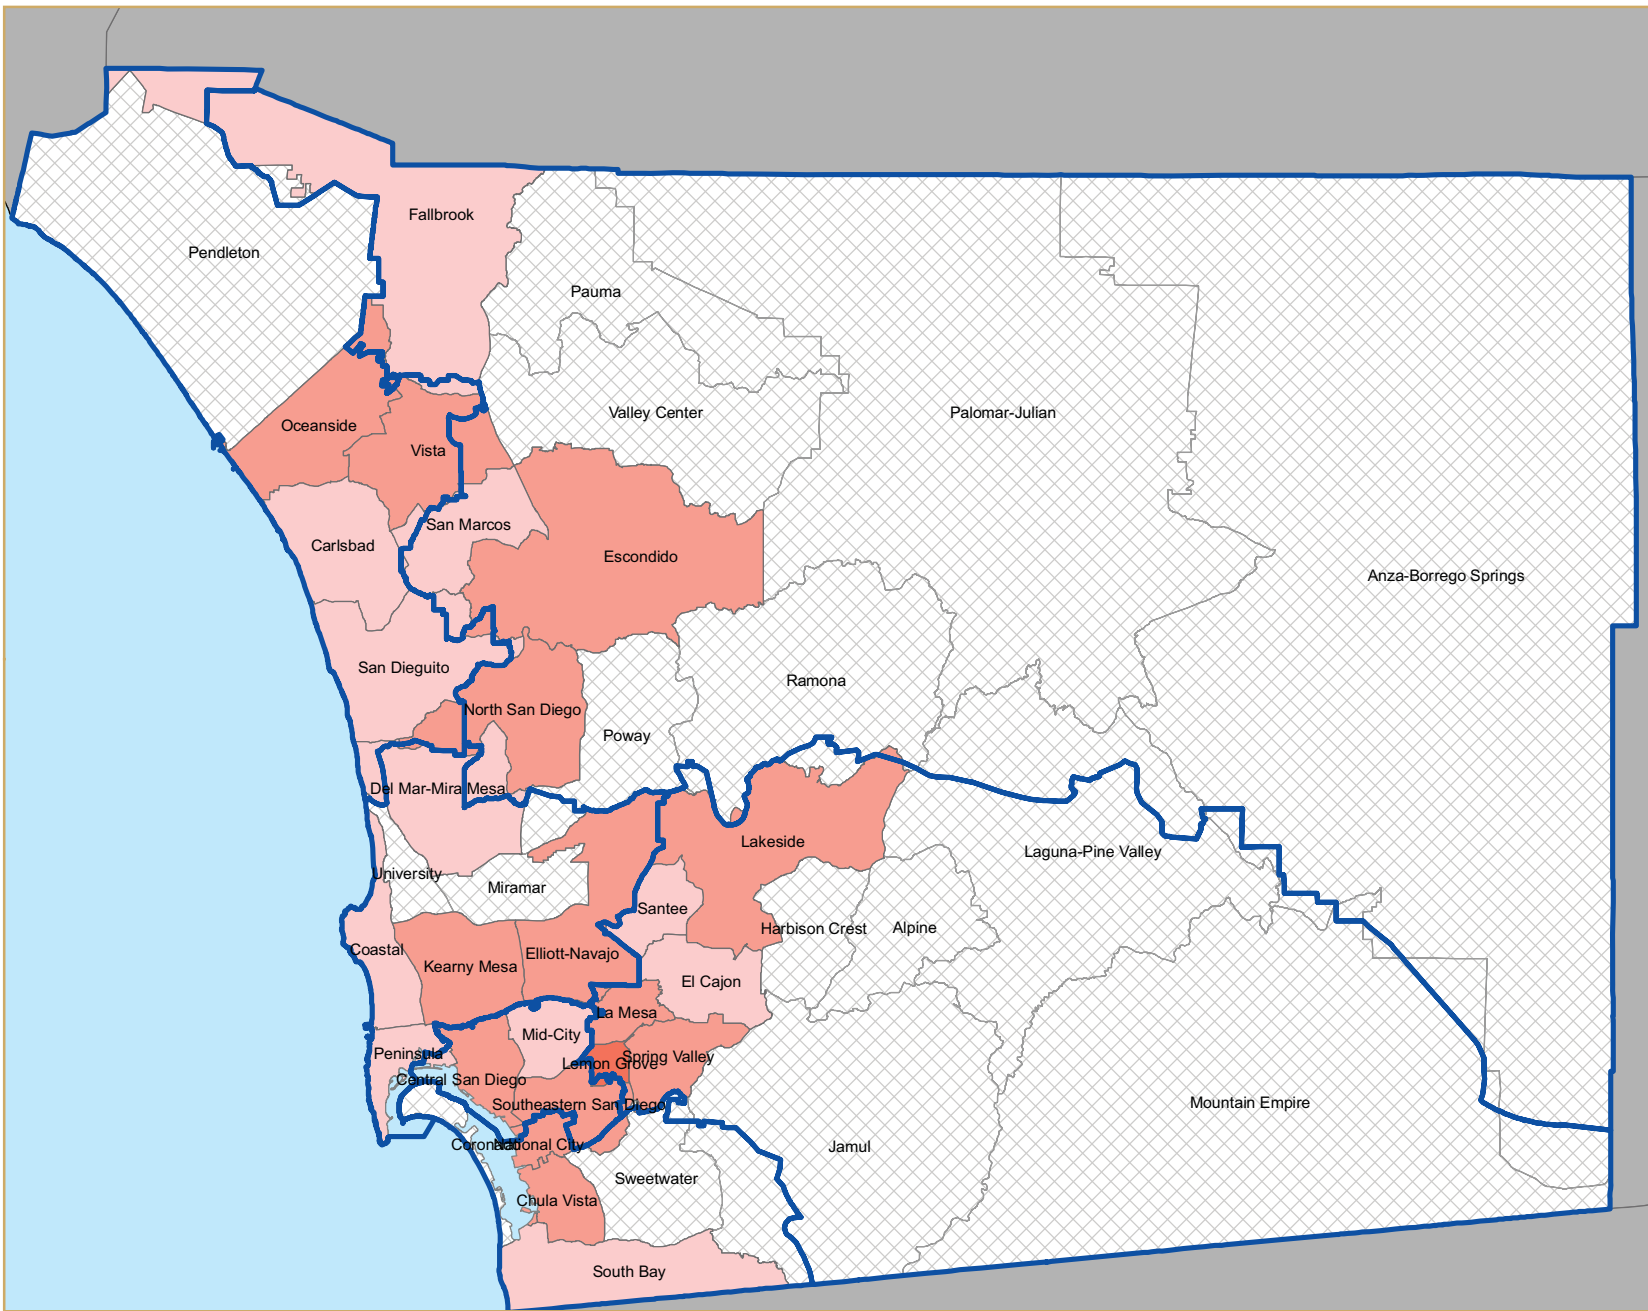 Fallbrook
Pendleton
Pauma
Valley Center
Palomar-Julian
Oceanside
Vista
San Marcos
Carlsbad
Escondido
Anza-Borrego Springs
San Dieguito
Ramona
North San Diego
Poway
Del Mar-Mira Mesa
Lakeside
Laguna-Pine Valley
University
Miramar
Santee
Harbison Crest
Alpine
Coastal
Elliott-Navajo
Kearny Mesa
El Cajon
La Mesa
Mid-City
Peninsula
Lemon Grove
Spring Valley
Central San Diego
Southeastern San Diego
Mountain Empire
Coronado
National City
Jamul
Sweetwater
Chula Vista
South Bay